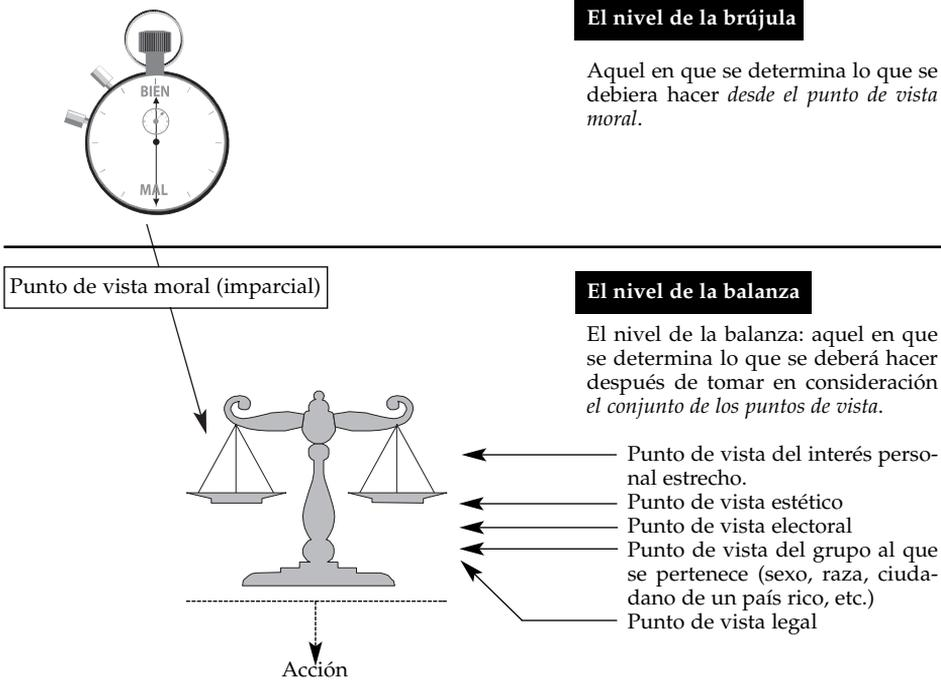 BIEN
MAL
El nivel de la brújula
Aquel en que se determina lo que se
debiera hacer desde el punto de vista
moral.
Punto de vista moral (imparcial)
El nivel de la balanza
El nivel de la balanza: aquel en que
se determina lo que se deberá hacer
después de tomar en consideración
el conjunto de los puntos de vista.
Punto de vista del interés perso-
nal estrecho.
Punto de vista estético
Punto de vista electoral
Punto de vista del grupo al que
se pertenece (sexo, raza, ciuda-
dano de un país rico, etc.)
Punto de vista legal
Acción